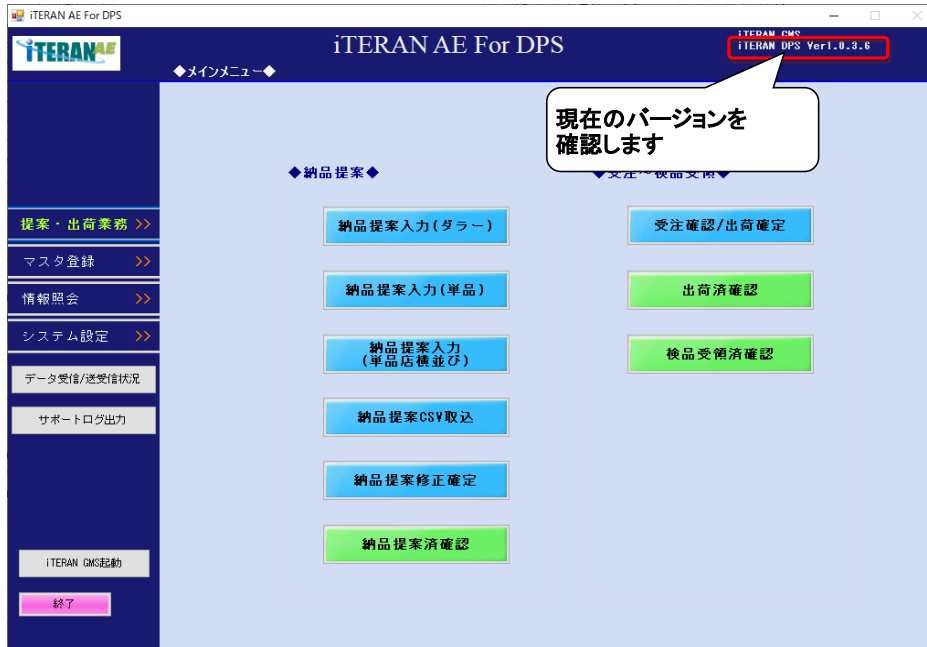 iTERAN AE For DPS
iTERAN AE
iTERAN AE For DPS
iTERAN GMS
iTERAN DPS Ver1.0.3.6
◆メインメニュー◆
現在のバージョンを
確認します
◆納品提案◆
◆受注～検品受領◆
提案・出荷業務 >>
マスタ登録 >>
情報照会 >>
システム設定 >>
データ受信/送受信状況
サポートログ出力
iTERAN GMS起動
終了
納品提案入力(ダラー)
納品提案入力(単品)
納品提案入力
(単品店横並び)
納品提案CSV取込
納品提案修正確定
納品提案済確認
受注確認/出荷確定
出荷済確認
検品受領済確認